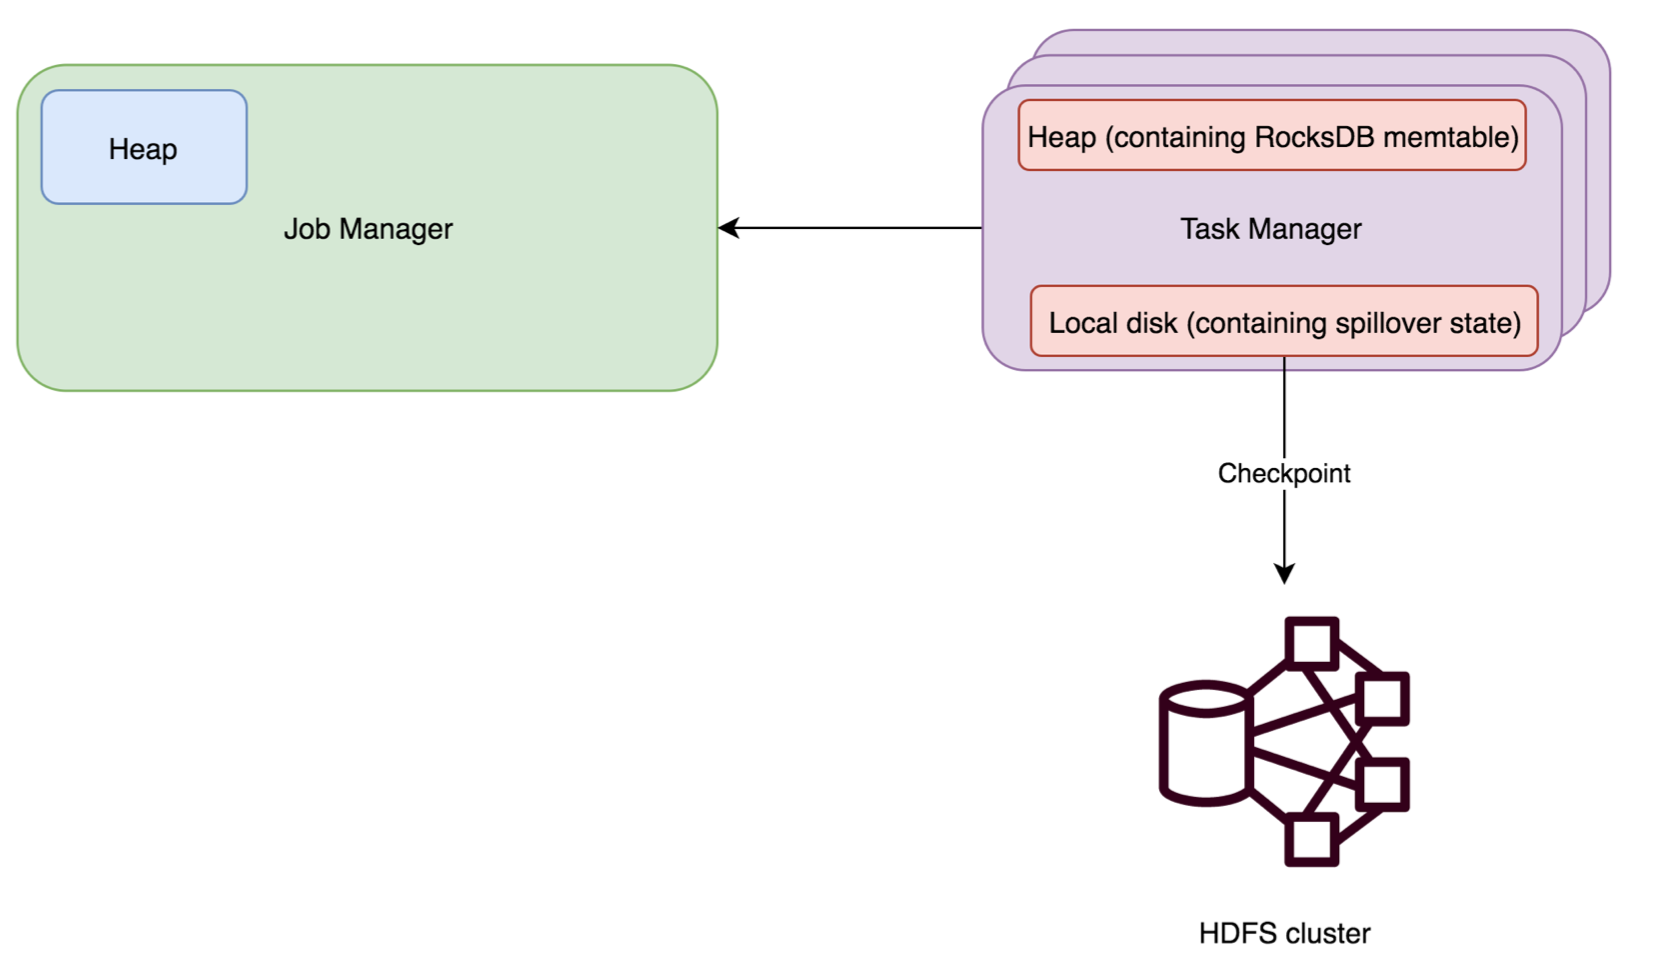 Heap
Job Manager
Heap (containing RocksDB memtable)
Task Manager
Local disk (containing spillover state)
Checkpoint
HDFS cluster